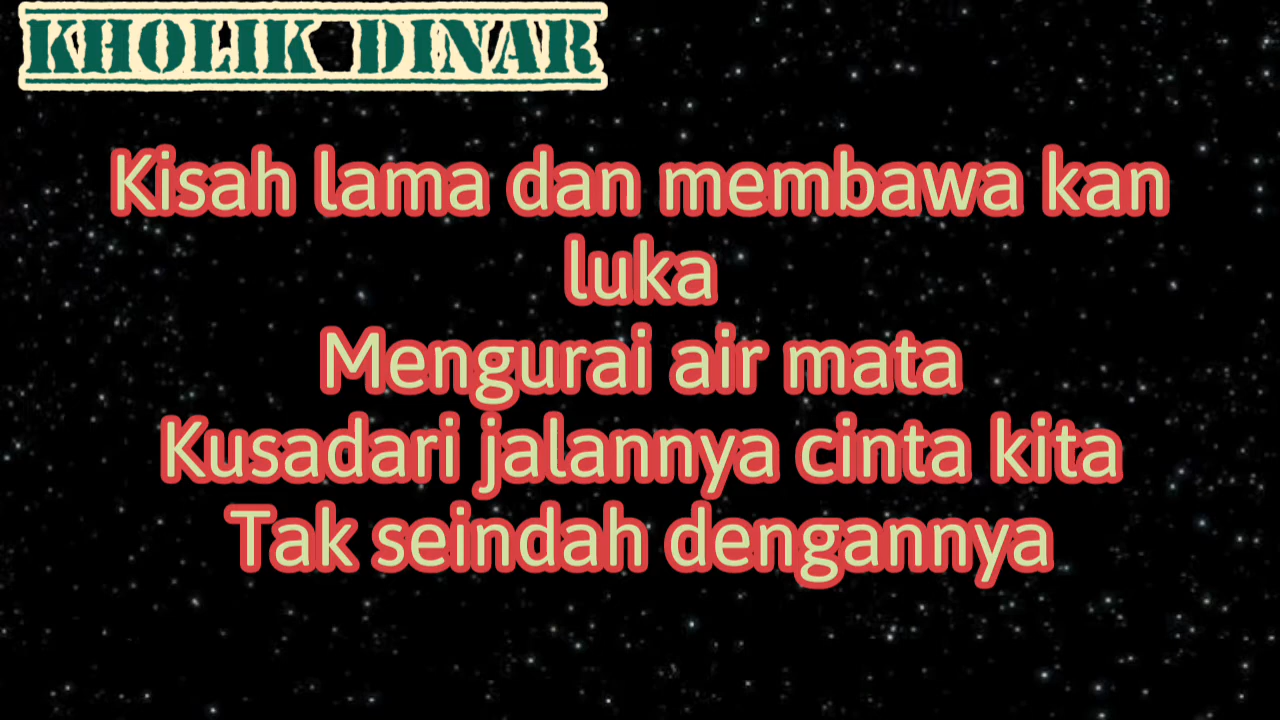 KHOLIK DINAR
Kisah lama dan membawa kan
luka
Mengurai air mata
Kusadari jalannya cinta kita
Tak seindah dengannya